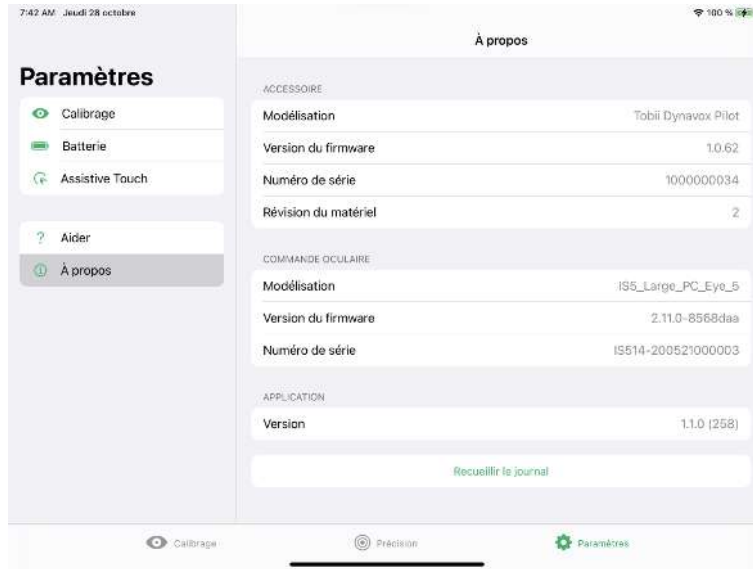 7:42 AM Jeudi 28 octobre
100 %
À propos
Paramètres
Calibrage
Batterie
Assistive Touch
Aider
À propos
ACCESSOIRE
Modélisation Tobii Dynavox Pilot
Version du firmware 1.0.62
Numéro de série 1000000034
Révision du matériel 2
COMMANDE OCULAIRE
Modélisation IS5_Large_PC_Eye_5
Version du firmware 2.11.0-8568daa
Numéro de série IS514-200521000003
APPLICATION
Version 1.1.0 (258)
Recueillir le journal
Calibrage Précision Paramètres